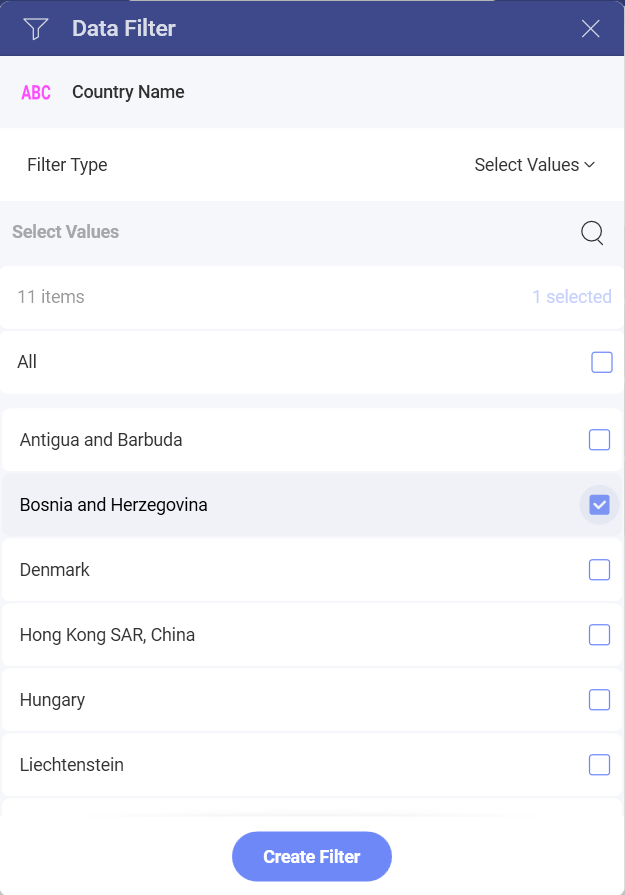 Data Filter
ABC Country Name
Filter Type Select Values
Select Values
11 items 1 selected
All
Antigua and Barbuda
Bosnia and Herzegovina
Denmark
Hong Kong SAR, China
Hungary
Liechtenstein
Create Filter